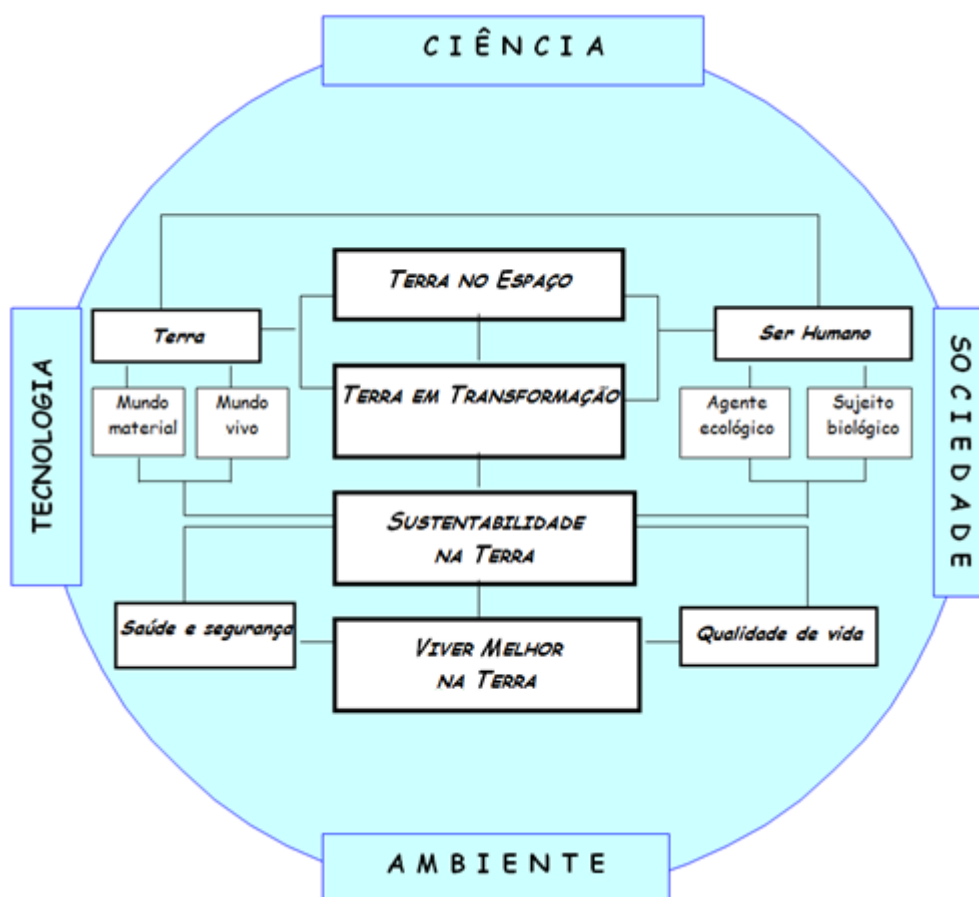 CIÊNCIA
TERRA NO ESPAÇO
Terra
Ser Humano
TERRA EM TRANSFORMAÇÃO
Mundo
material
Mundo
vivo
Agente
ecológico
Sujeito
biológico
TECNOLOGIA
SOCIEDADE
SUSTENTABILIDADE
NA TERRA
Saúde e segurança
VIVER MELHOR
NA TERRA
Qualidade de vida
AMBIENTE